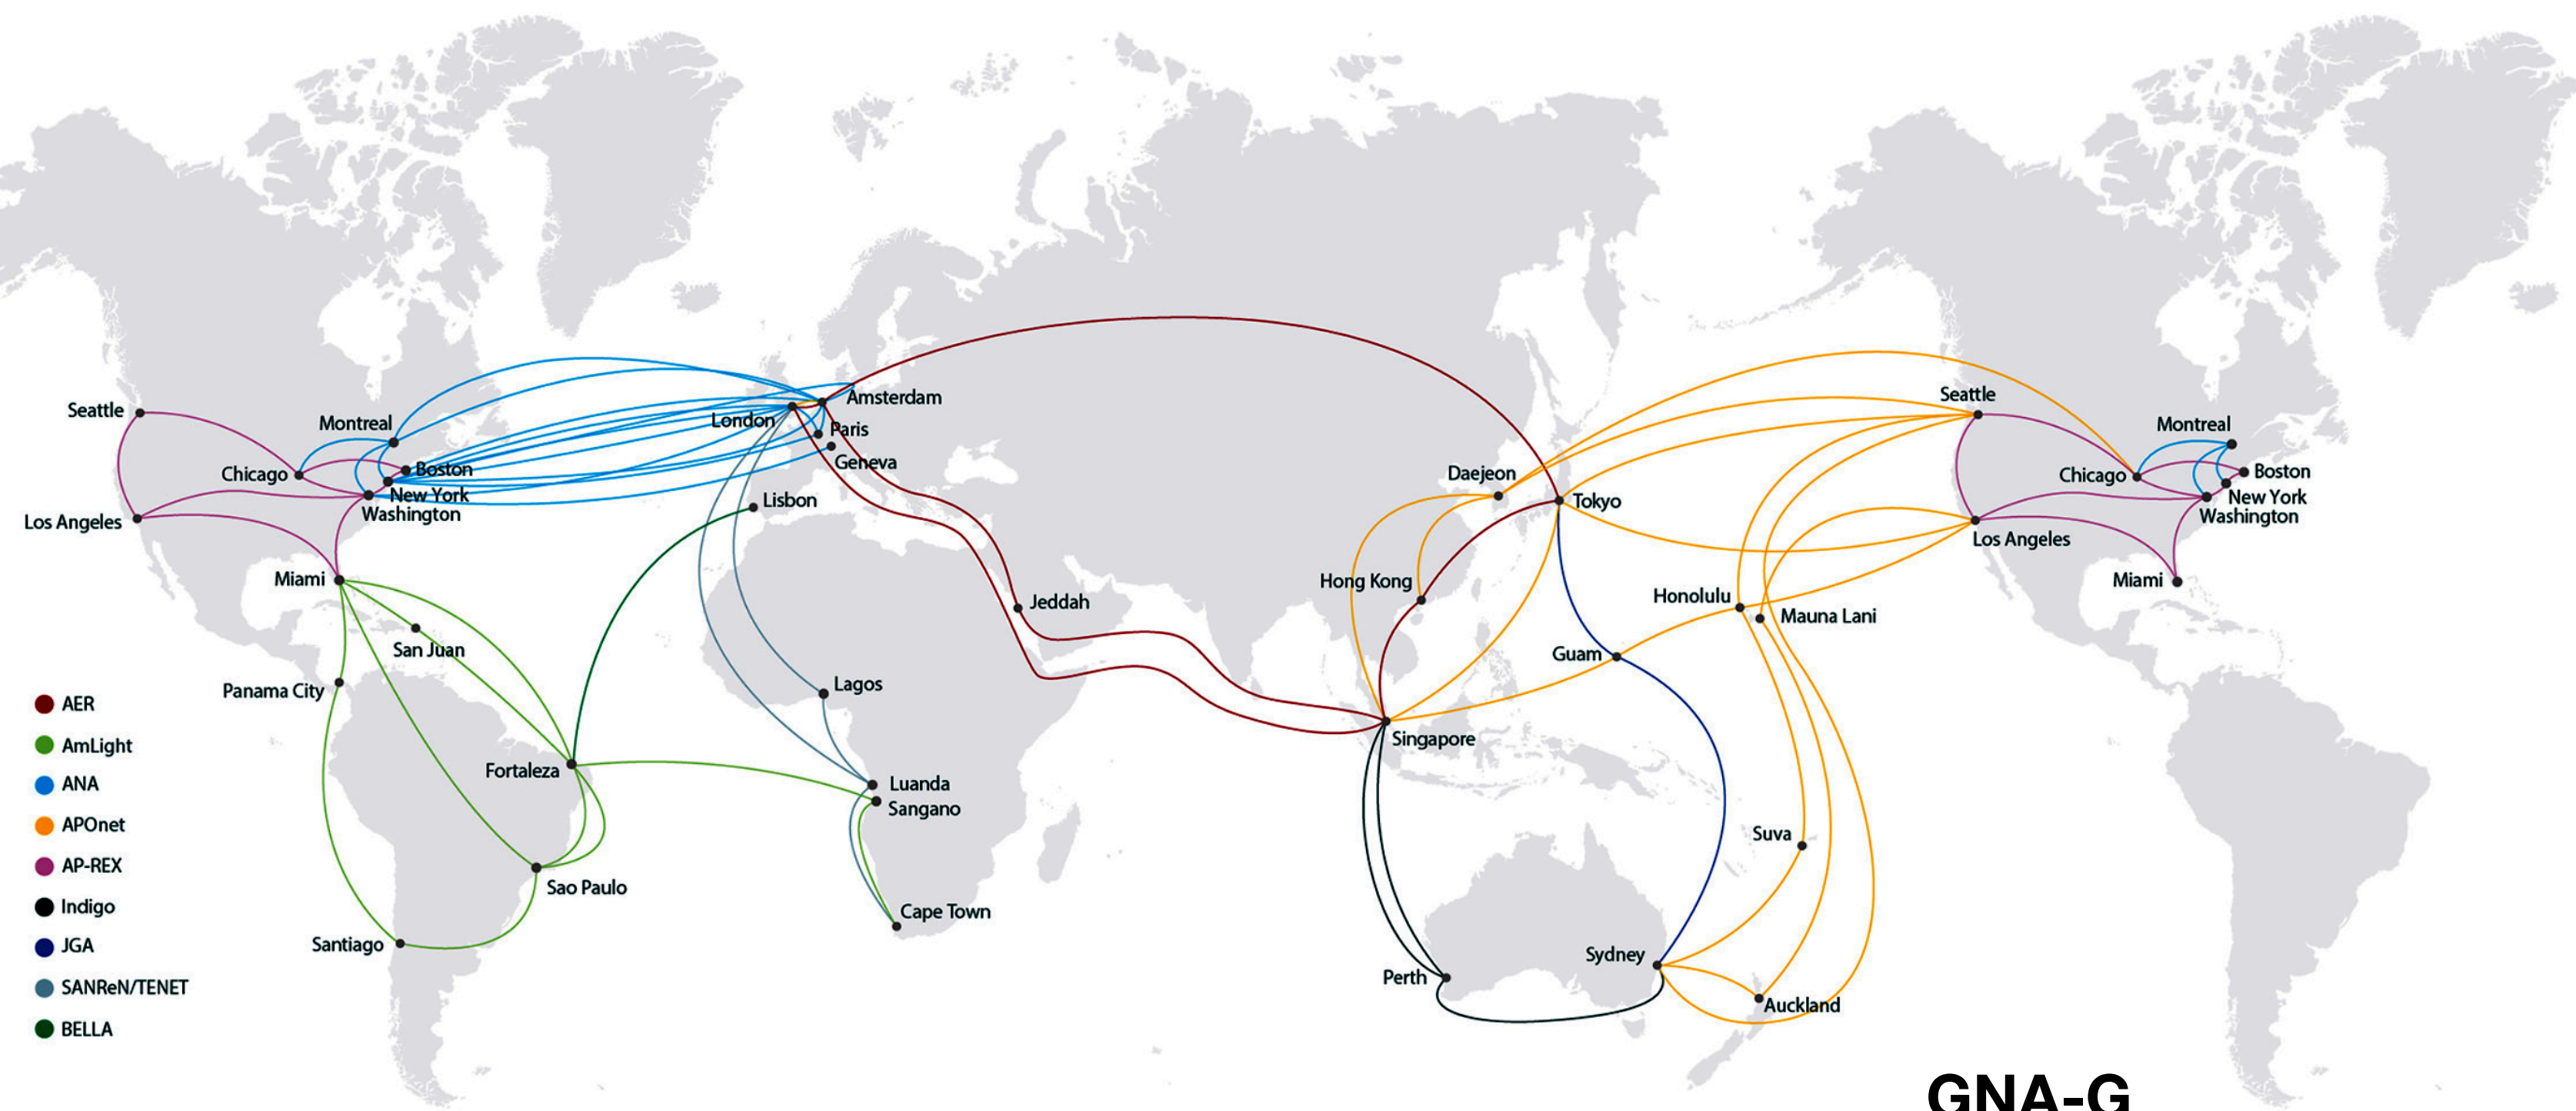 Seattle
Montreal
Chicago
Boston
New York
Washington
Los Angeles
Miami
San Juan
Panama City
Fortaleza
Sao Paulo
Santiago
London
Amsterdam
Paris
Geneva
Lisbon
Jeddah
Lagos
Luanda
Sangano
Cape Town
Daejeon
Tokyo
Hong Kong
Guam
Singapore
Perth
Sydney
Honolulu
Mauna Lani
Suva
Auckland
Seattle
Montreal
Chicago
Boston
New York
Washington
Los Angeles
Miami
AER
AmLight
ANA
APOnet
AP-REX
Indigo
JGA
SANReN/TENET
BELLA
GNA-G